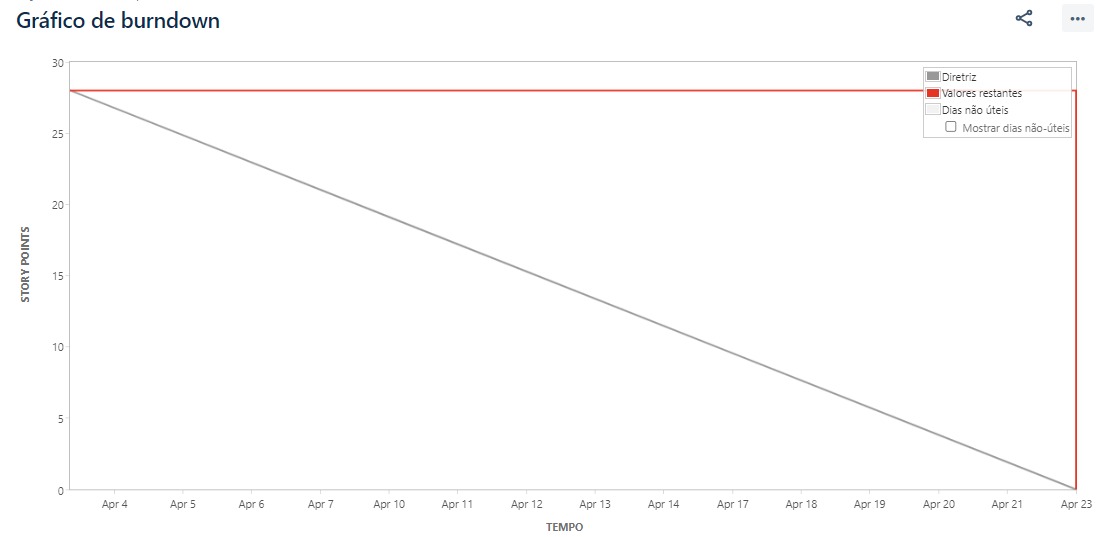 Gráfico de burndown
30
25
20
15
10
5
0
STORY POINTS
Diretriz
Valores restantes
Dias não úteis
Mostrar dias não-úteis
Apr 4 Apr 5 Apr 6 Apr 7 Apr 10 Apr 11 Apr 12 Apr 13 Apr 14 Apr 17 Apr 18 Apr 19 Apr 20 Apr 21 Apr 23
TEMPO